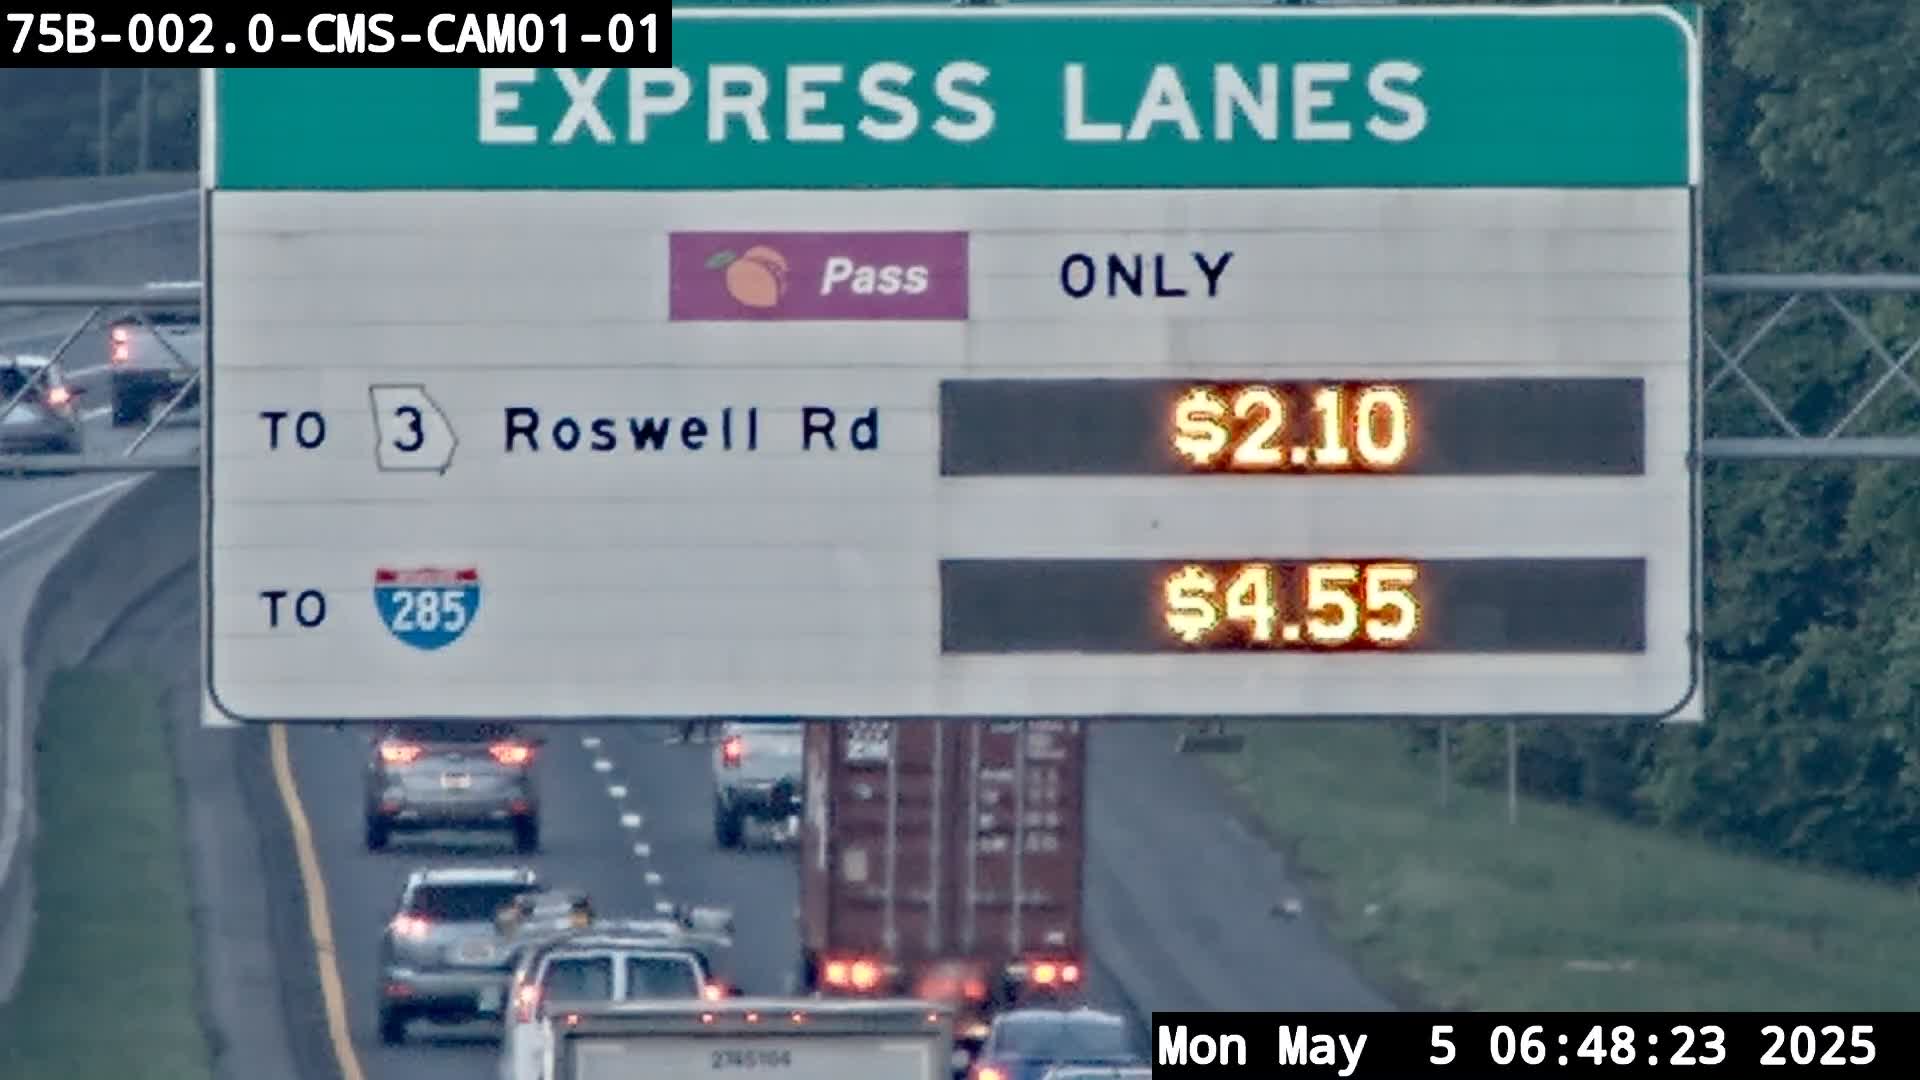 75B-002.0-CMS-CAM01-01
EXPRESS LANES
Pass ONLY
TO 3 Roswell Rd $2.10
TO 285 $4.55
2745104
Mon May 5 06:48:23 2025